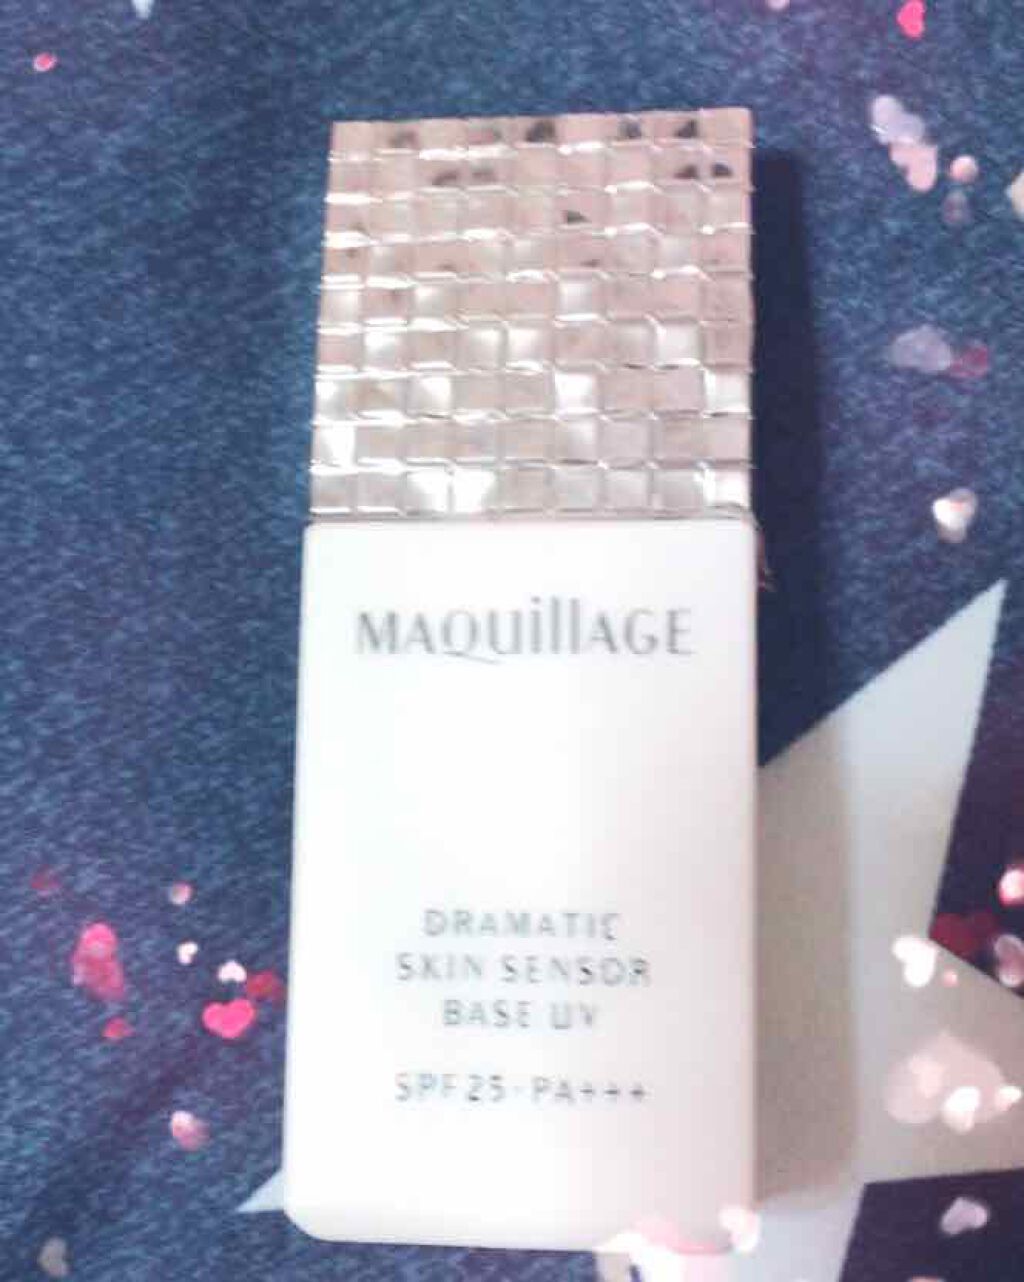 MAQuillAGE
DRAMATIC
SKIN SENSOR
BASE UV
SPF25·PA+++